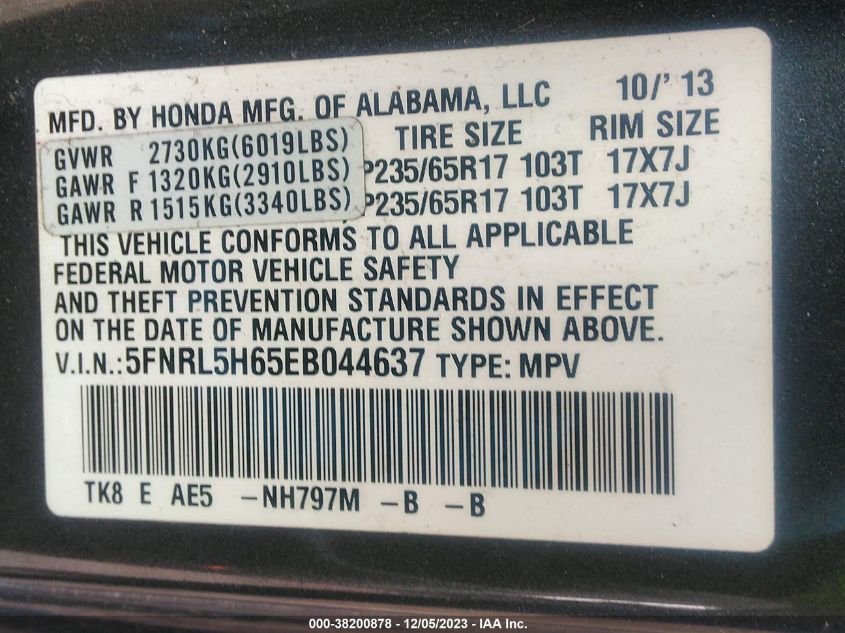 MFD. BY HONDA MFG. OF ALABAMA, LLC 10/' 13
GVWR 2730KG(6019LBS) TIRE SIZE RIM SIZE
GAWR F 1320KG(2910LBS) P235/65R17 103T 17X7J
GAWR R 1515KG(3340LBS) P235/65R17 103T 17X7J
THIS VEHICLE CONFORMS TO ALL APPLICABLE
FEDERAL MOTOR VEHICLE SAFETY
AND THEFT PREVENTION STANDARDS IN EFFECT
ON THE DATE OF MANUFACTURE SHOWN ABOVE.
V.I.N.:5FNRL5H65EB044637 TYPE: MPV
TK8 E AE5 -NH797M -B -B
000-38200878 - 12/05/2023 - IAA Inc.